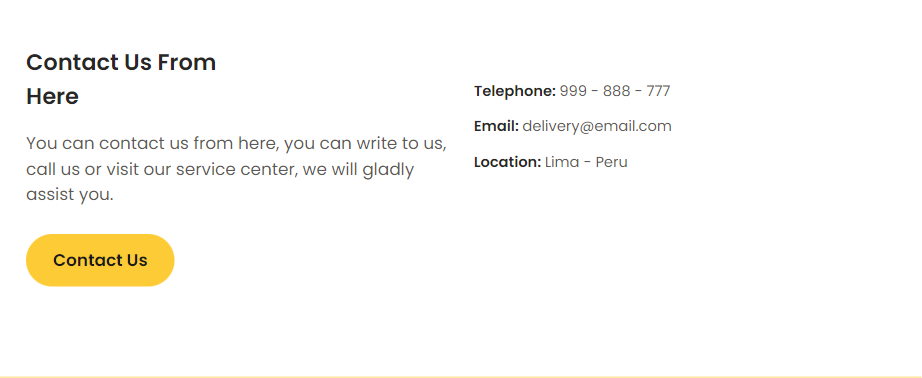 Contact Us From
Here
You can contact us from here, you can write to us,
call us or visit our service center, we will gladly
assist you.
Contact Us
Telephone: 999 - 888 - 777
Email: delivery@email.com
Location: Lima - Peru